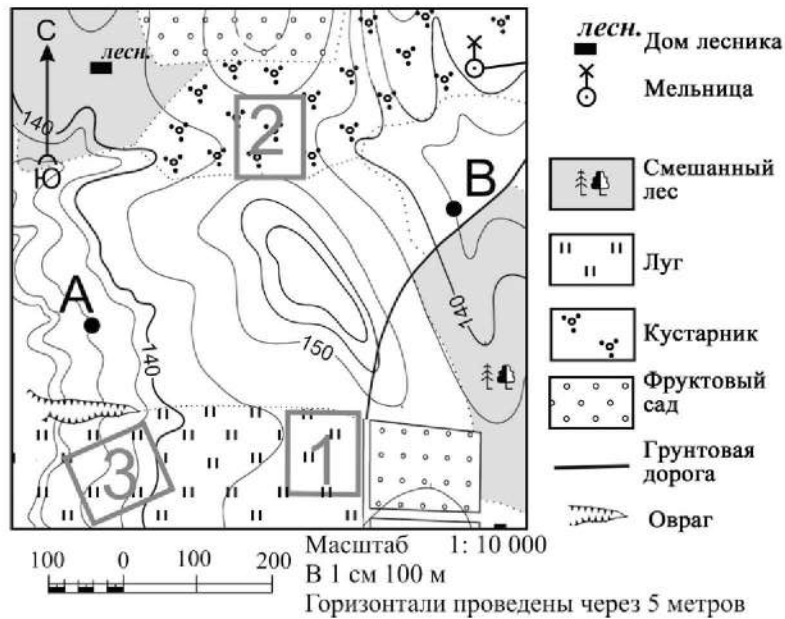 С
лесн.
140
Ю
2
В
А
140
150
140
1
3
лесн.
Дом лесника
Мельница
Смешанный
лес
Луг
Кустарник
Фруктовый
сад
Грунтовая
дорога
Овраг
100 0 100 200
Масштаб 1: 10 000
В 1 см 100 м
Горизонтали проведены через 5 метров